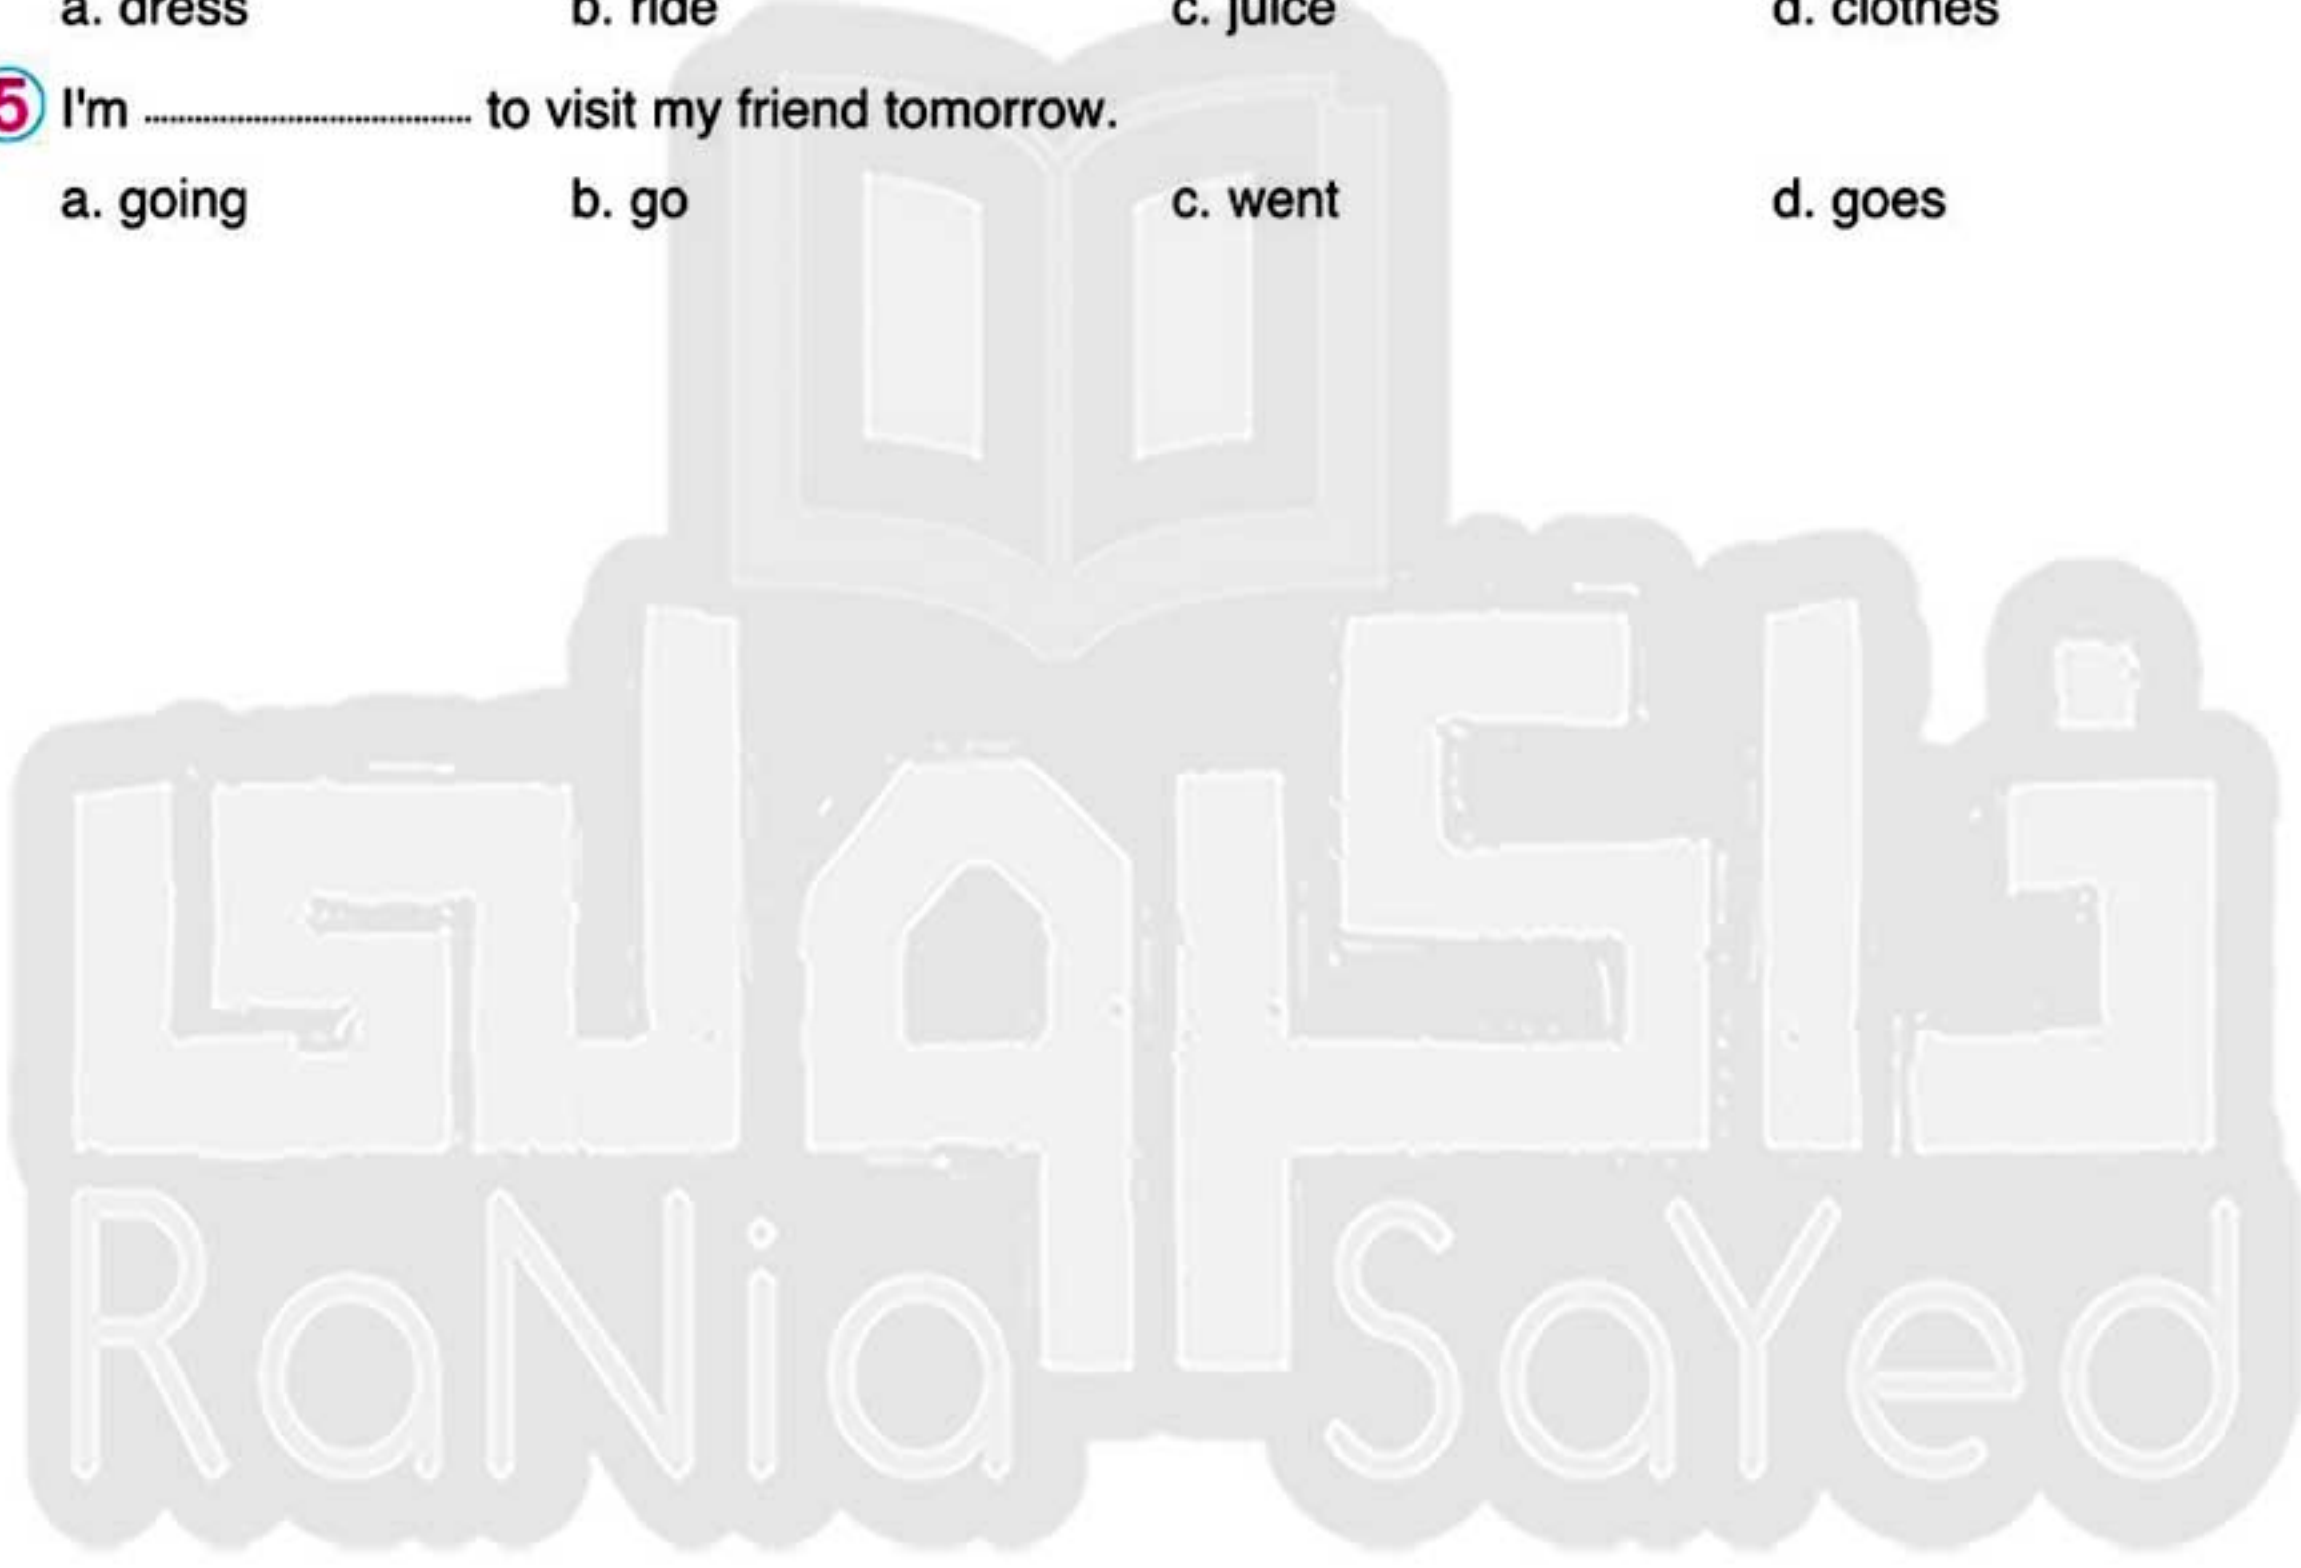 a. dress b. ride c. juice d. clothes
5 I'm ........................................ to visit my friend tomorrow.
a. going b. go c. went d. goes
RaNia SaYed